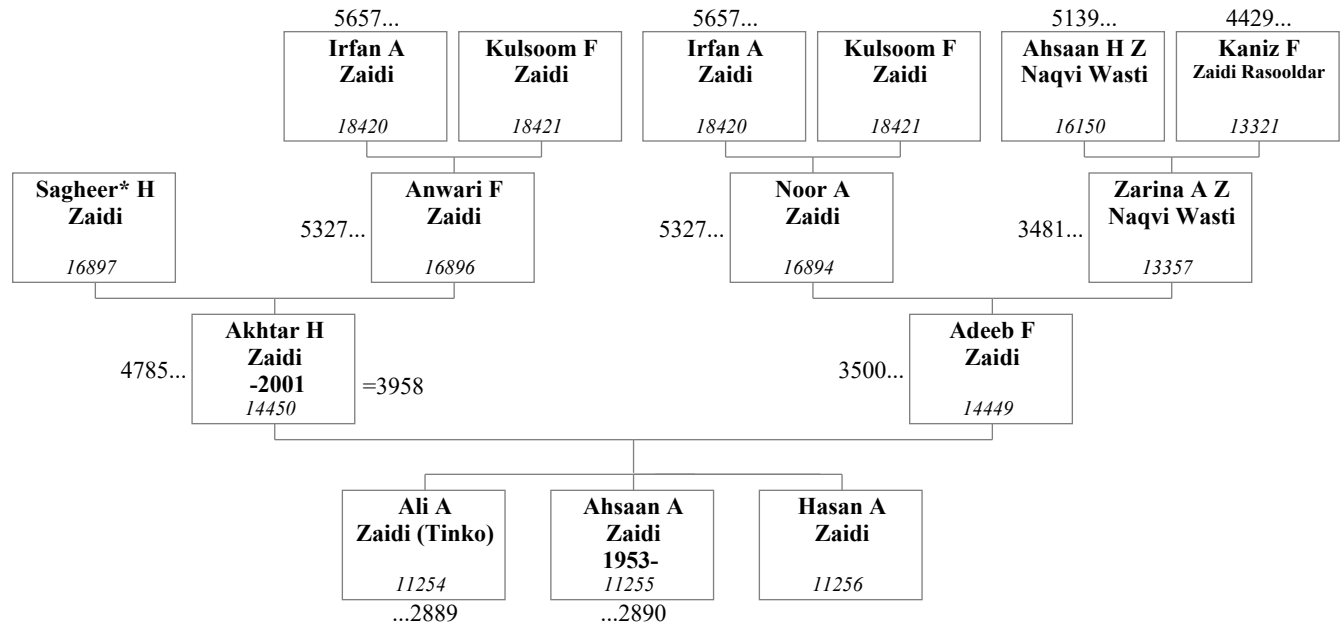 5657...
5657...
5139...
4429...
Irfan A
Zaidi
18420
Kulsoom F
Zaidi
18421
Irfan A
Zaidi
18420
Kulsoom F
Zaidi
18421
Ahsaan H Z
Naqvi Wasti
16150
Kaniz F
Zaidi Rasooldar
13321
Sagheer* H
Zaidi
16897
5327...
Anwari F
Zaidi
16896
5327...
Noor A
Zaidi
16894
3481...
Zarina A Z
Naqvi Wasti
13357
4785...
Akhtar H
Zaidi
-2001
14450
=3958
3500...
Adeeb F
Zaidi
14449
Ali A
Zaidi (Tinko)
11254
...2889
Ahsaan A
Zaidi
1953-
11255
...2890
Hasan A
Zaidi
11256